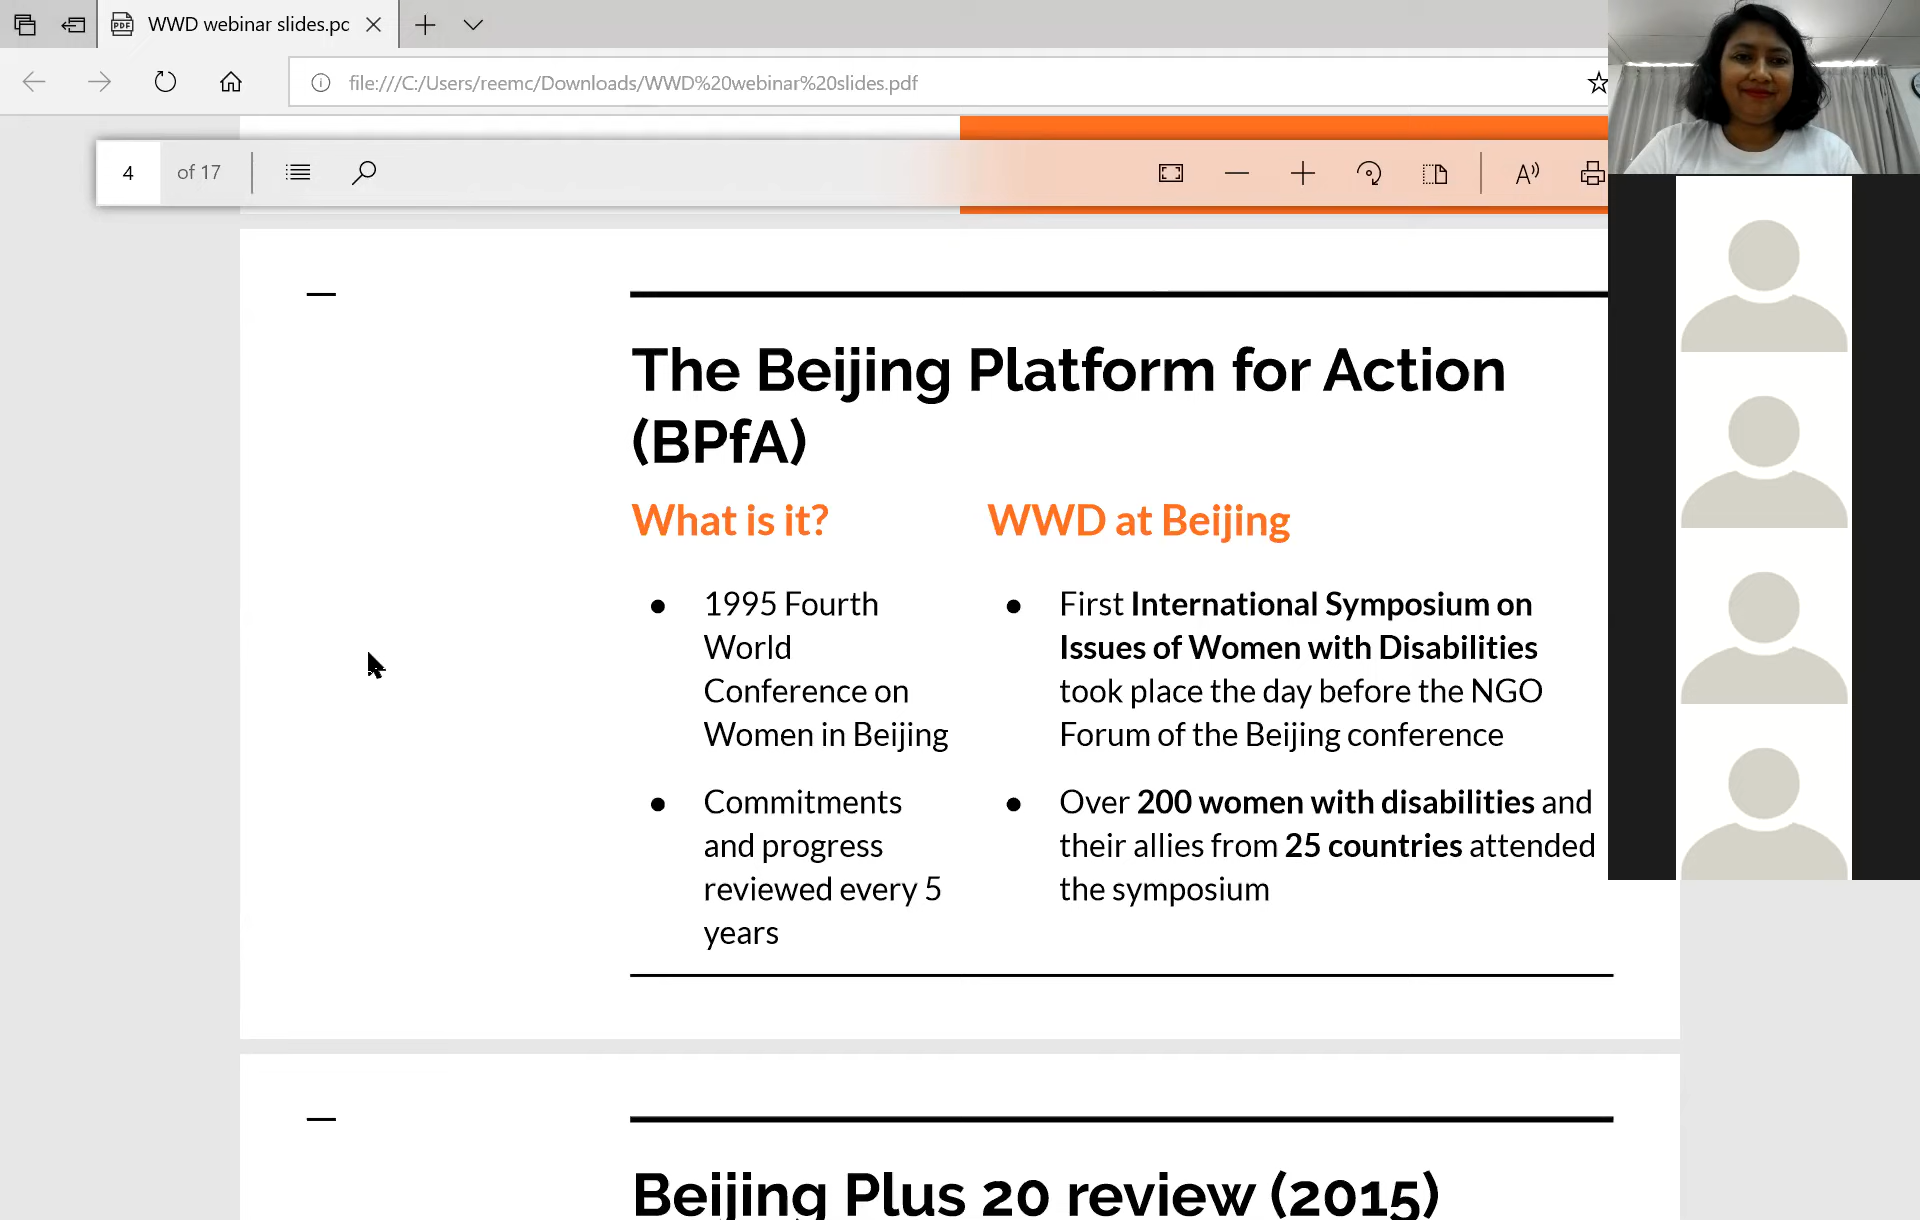 WWD webinar slides.pc
file:///C:/Users/reemc/Downloads/WWD%20webinar%20slides.pdf
4 of 17
The Beijing Platform for Action
(BPfA)
What is it?
● 1995 Fourth
World
Conference on
Women in Beijing
● Commitments
and progress
reviewed every 5
years
WWD at Beijing
● First International Symposium on
Issues of Women with Disabilities
took place the day before the NGO
Forum of the Beijing conference
● Over 200 women with disabilities and
their allies from 25 countries attended
the symposium
Beijing Plus 20 review (2015)